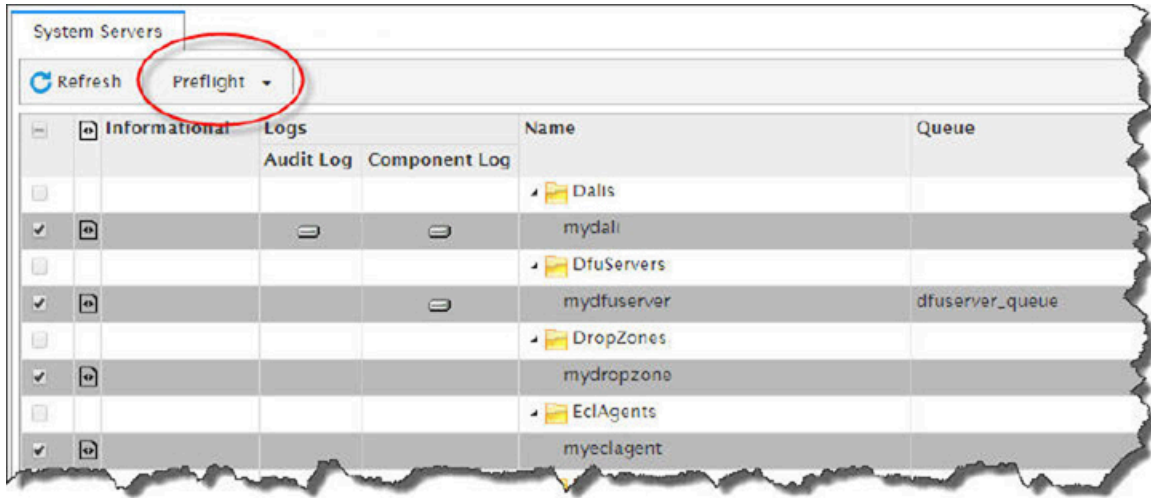 System Servers
Refresh Preflight
Informational Logs Name Queue
Audit Log Component Log
Dalis
mydali
DfuServers
mydfuserver dfuserver_queue
DropZones
mydropzone
EclAgents
myeclagent